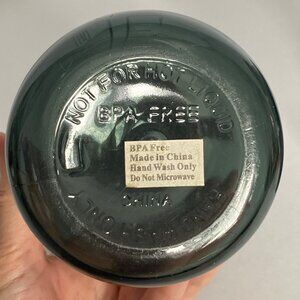 NOT FOR HOT LIQUID
BPA FREE
BPA Free
Made in China
Hand Wash Only
Do Not Microwave
CHINA